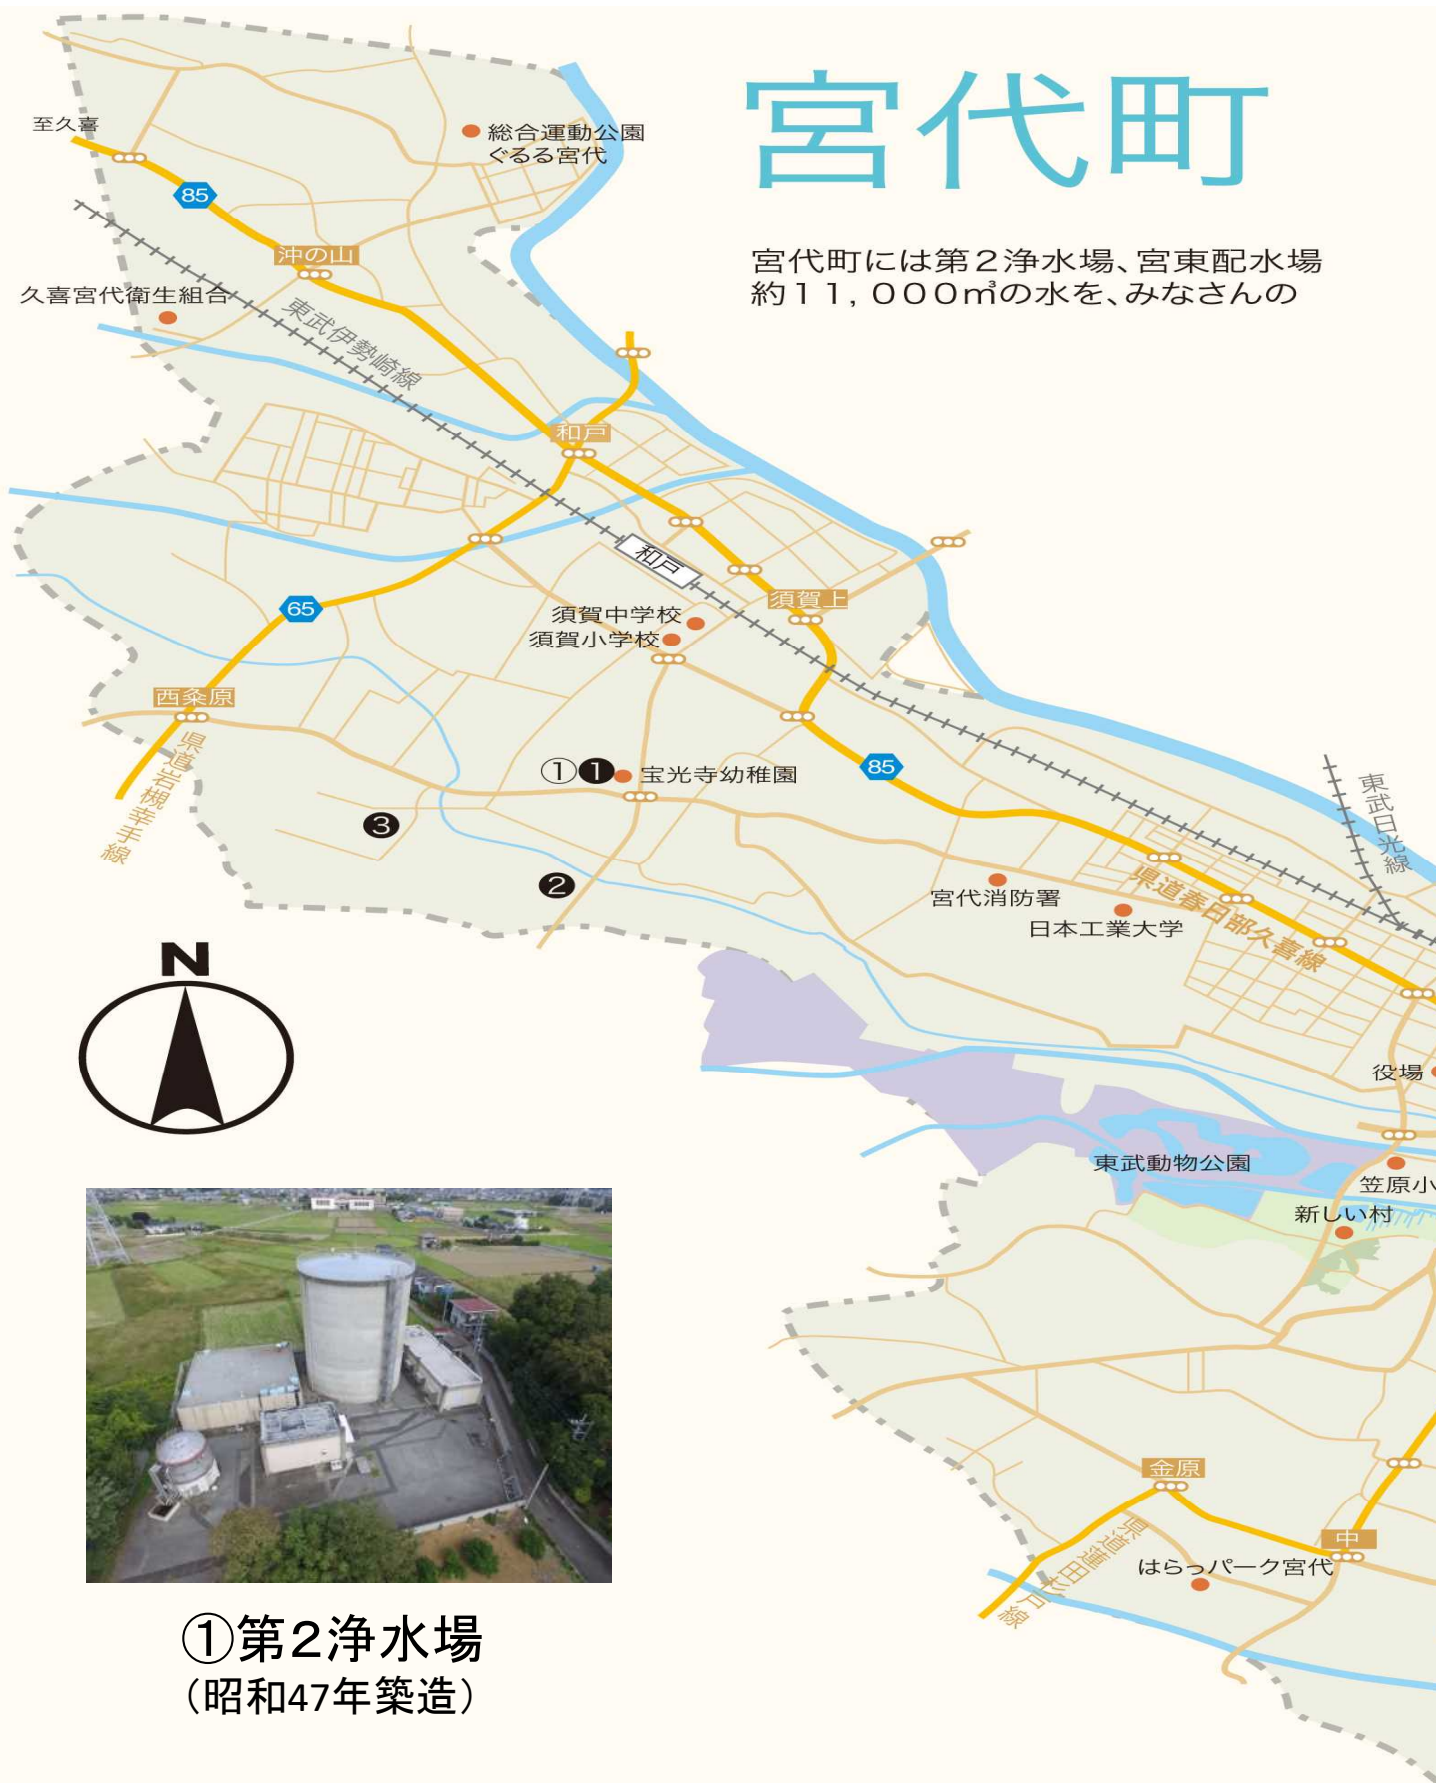 宮代町
宮代町には第2浄水場、宮東配水場
約11,000㎥の水を、みなさんの
至久喜
総合運動公園
ぐるる宮代
85
沖の山
久喜宮代衛生組合
東武伊勢崎線
和戸
和戸
須賀上
須賀中学校
須賀小学校
65
西粂原
県道岩槻幸手線
①❶
宝光寺幼稚園
85
❸
❷
東武日光線
宮代消防署
日本工業大学
県道春日部久喜線
N
役場
東武動物公園
笠原小
新しい村
金原
中
県道蓮田杉戸線
はらっパーク宮代
①第2浄水場
（昭和47年築造）